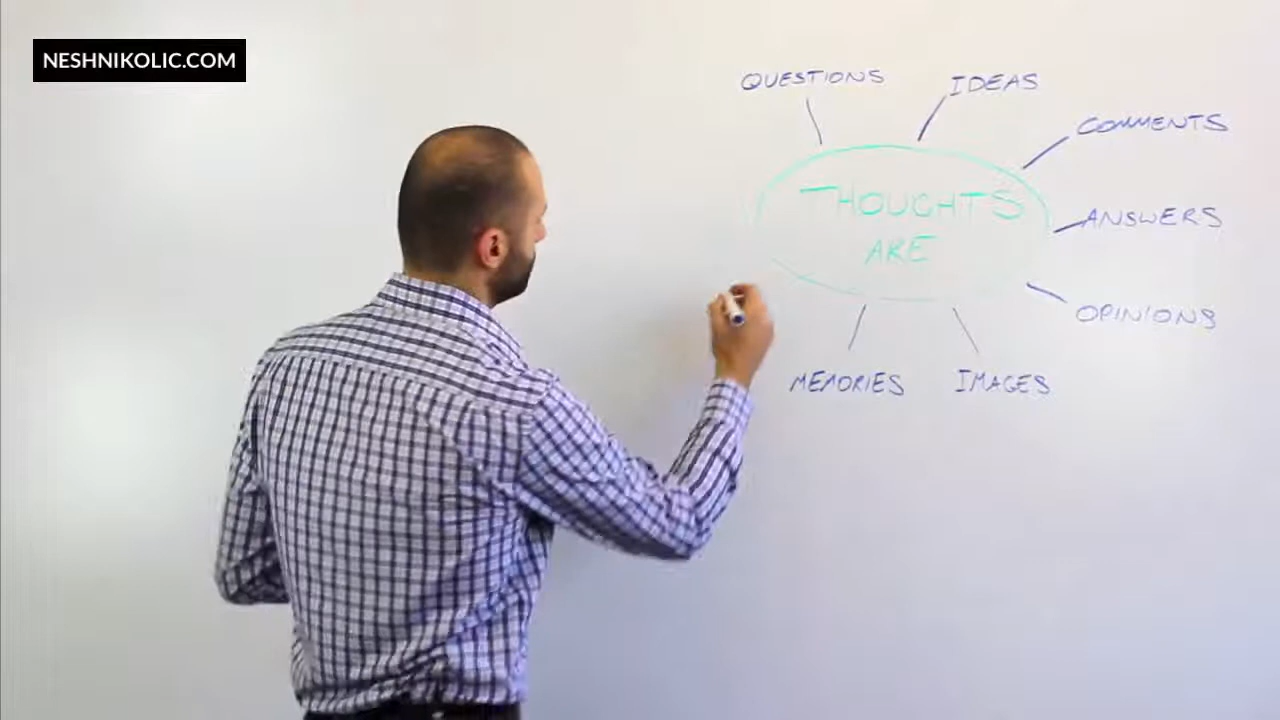 NESHNIKOLIC.COM
QUESTIONS
IDEAS
COMMENTS
THOUGHTS
ARE
ANSWERS
OPINIONS
MEMORIES
IMAGES